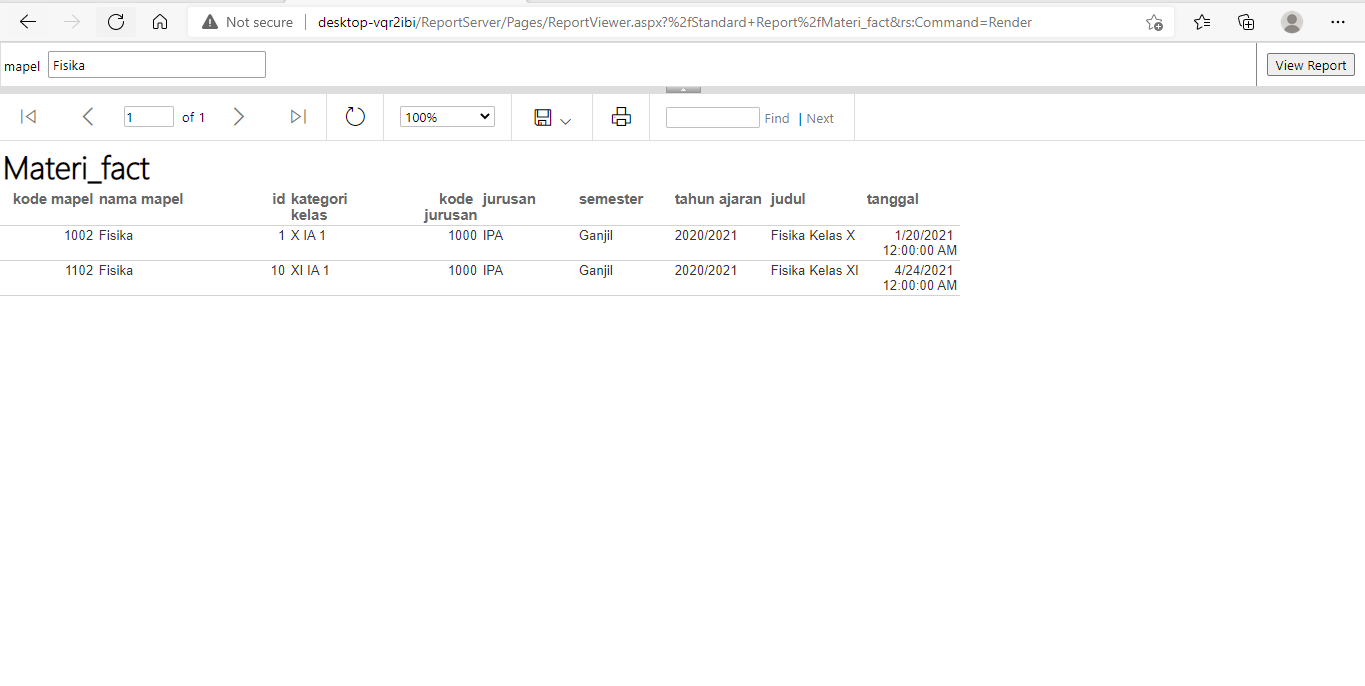 Not secure | desktop-vqr2ibi/ReportServer/Pages/ReportViewer.aspx?%2fStandard+Report%2fMateri_fact&rs:Command=Render
mapel Fisika View Report
1 of 1 100% Find | Next
Materi_fact
kode mapel nama mapel id kategori kode jurusan semester tahun ajaran judul tanggal
kelas jurusan
1002 Fisika 1 X IA 1 1000 IPA Ganjil 2020/2021 Fisika Kelas X 1/20/2021
12:00:00 AM
1102 Fisika 10 XI IA 1 1000 IPA Ganjil 2020/2021 Fisika Kelas XI 4/24/2021
12:00:00 AM